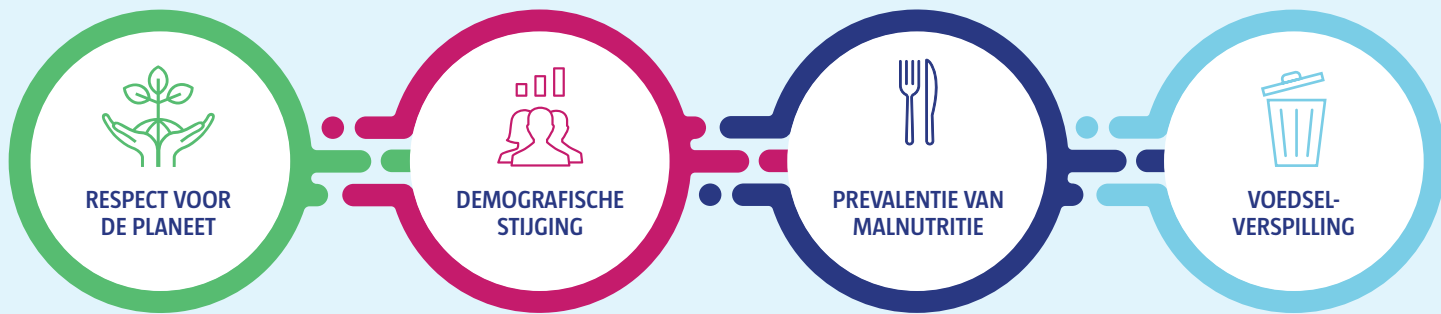 RESPECT VOOR
DE PLANEET
DEMOGRAFISCHE
STIJGING
PREVALENTIE VAN
MALNUTRITIE
VOEDSEL-
VERSPILLING